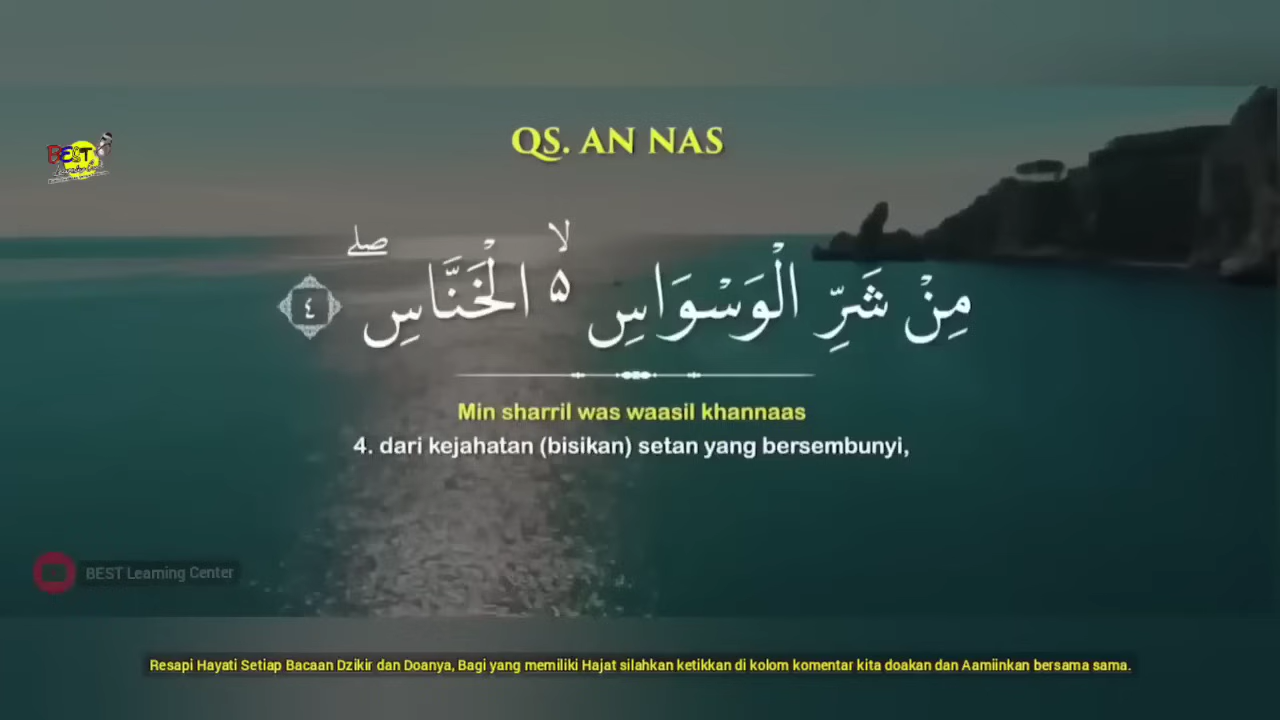 BEST
QS. AN NAS
مِنْ شَرِّ الْوَسْوَاسِ ۵ۙ الْخَنَّاسِۖ ٤
Min sharril was waasil khannaas
4. dari kejahatan (bisikan) setan yang bersembunyi,
BEST Learning Center
Resapi Hayati Setiap Bacaan Dzikir dan Doanya, Bagi yang memiliki Hajat silahkan ketikkan di kolom komentar kita doakan dan Aamiinkan bersama sama.